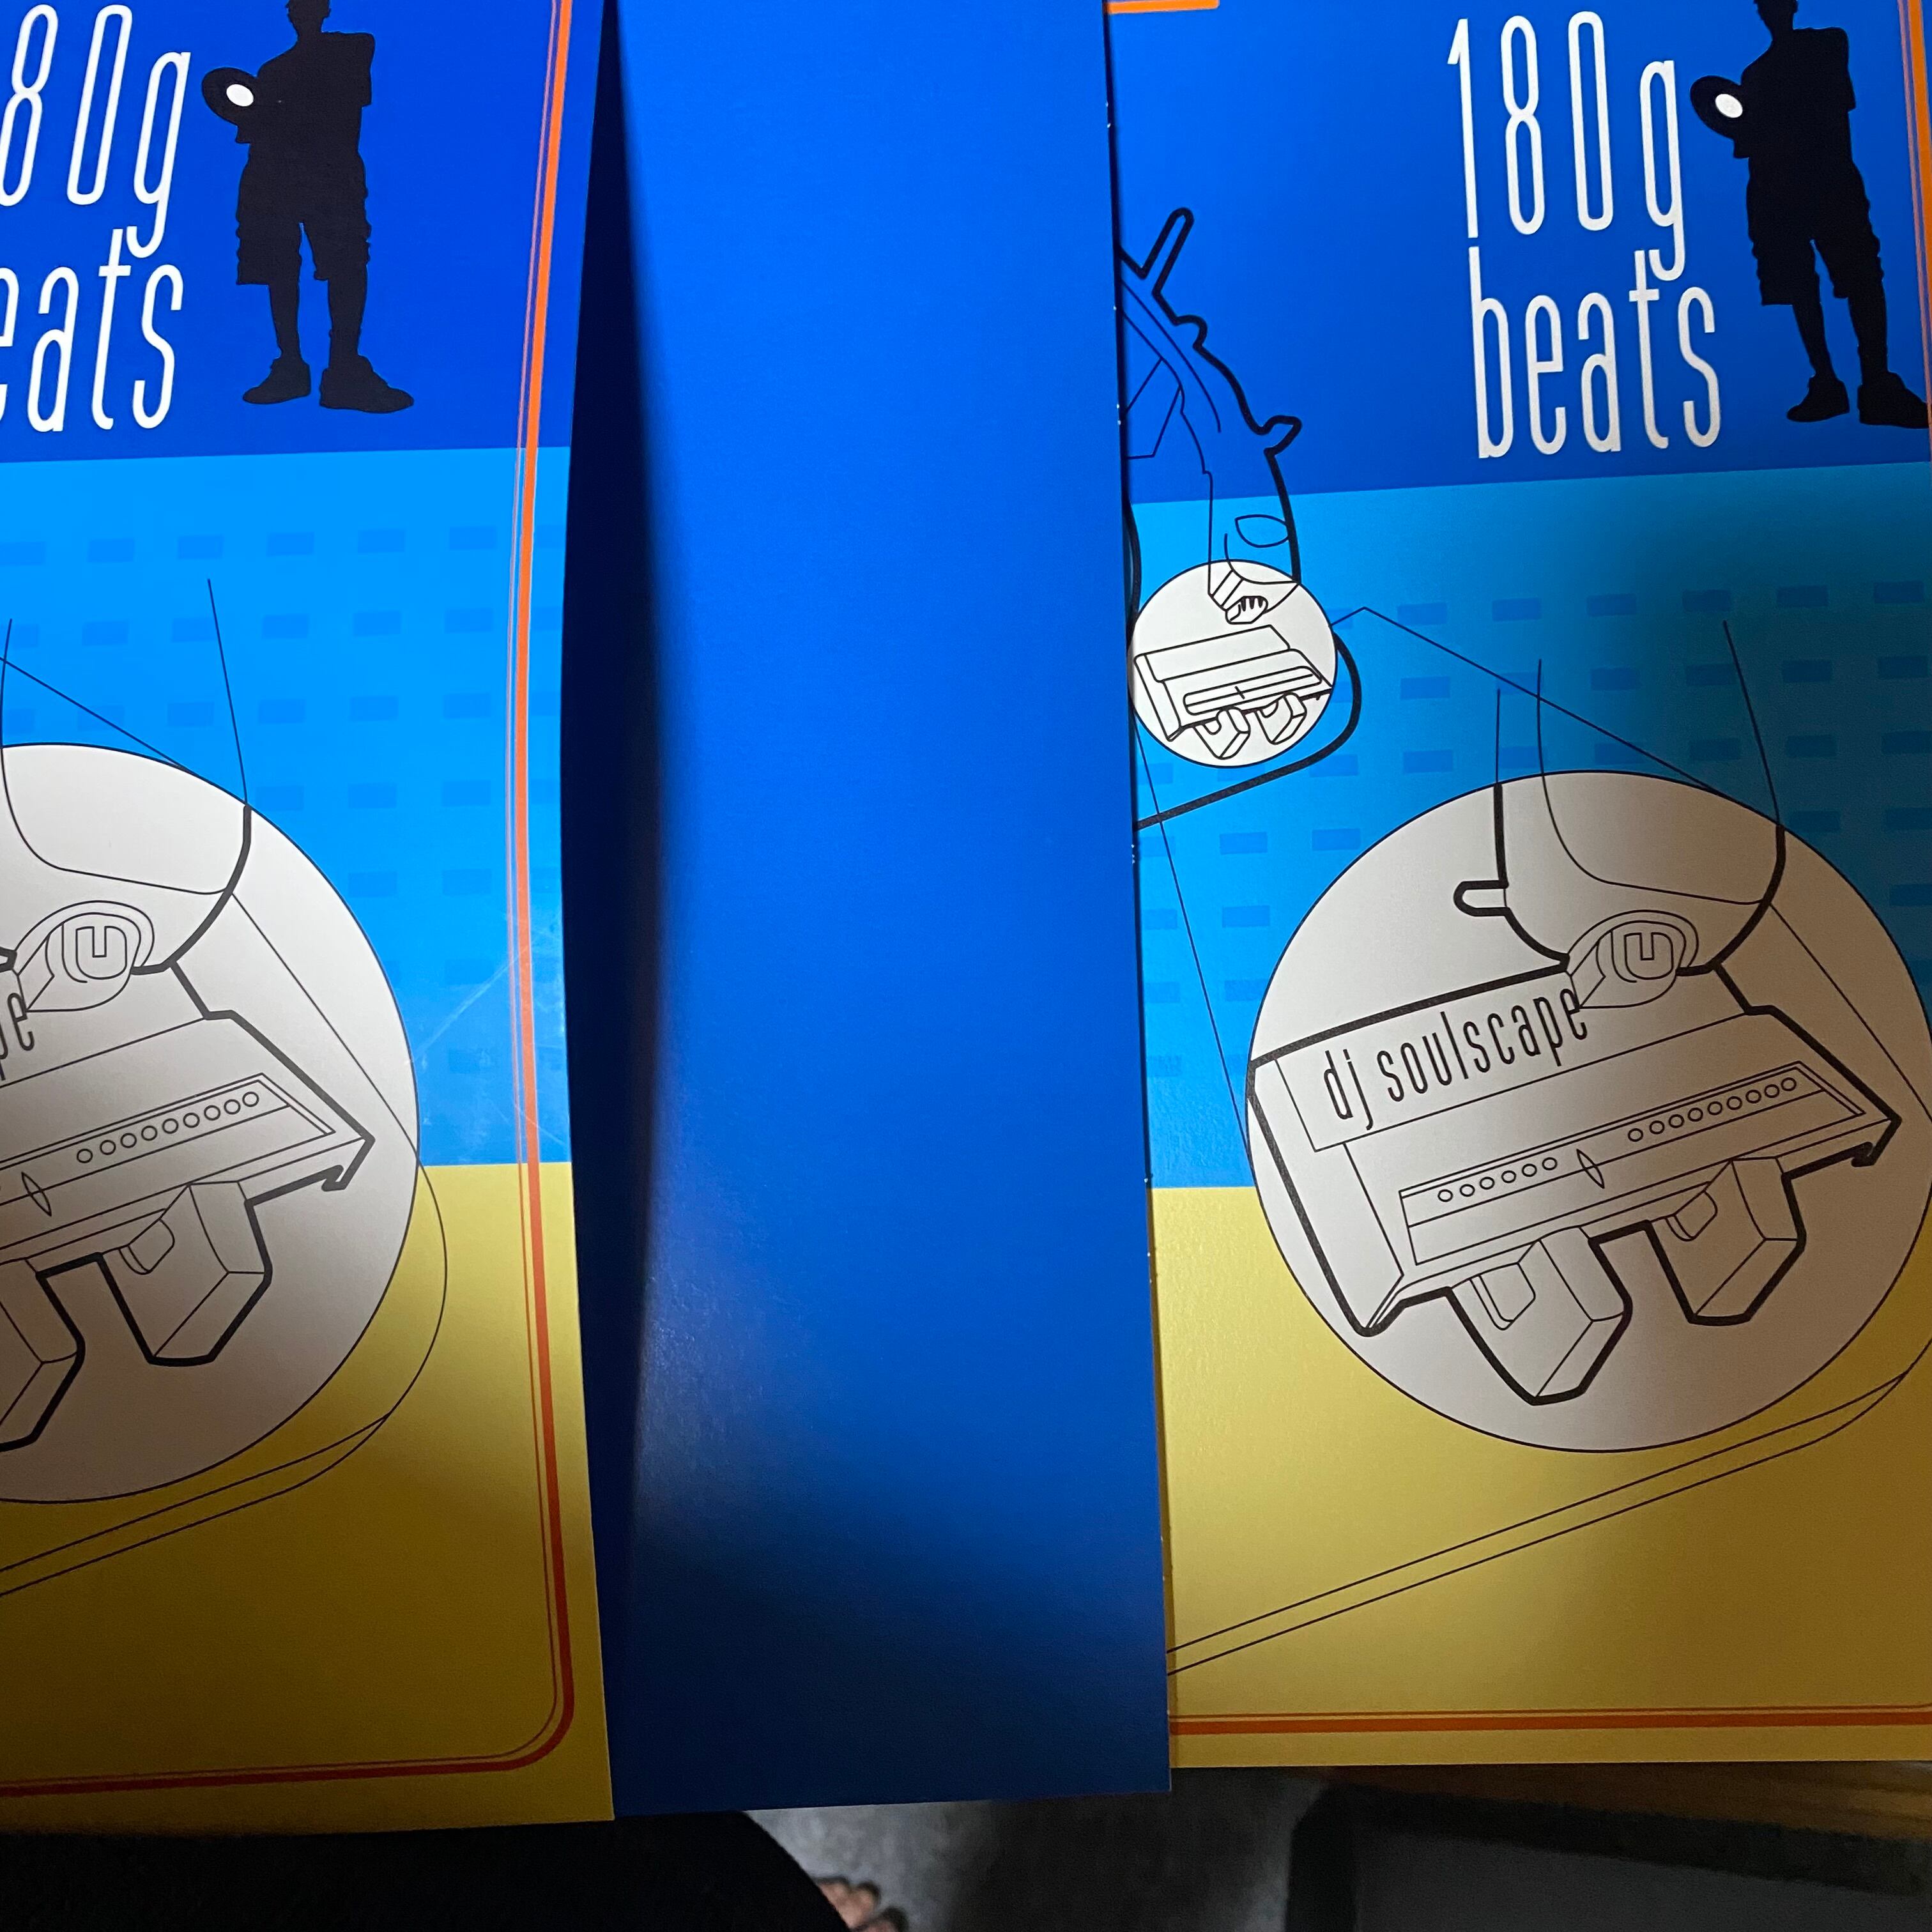 80g
eats
pe
180g
beats
dj soulscape